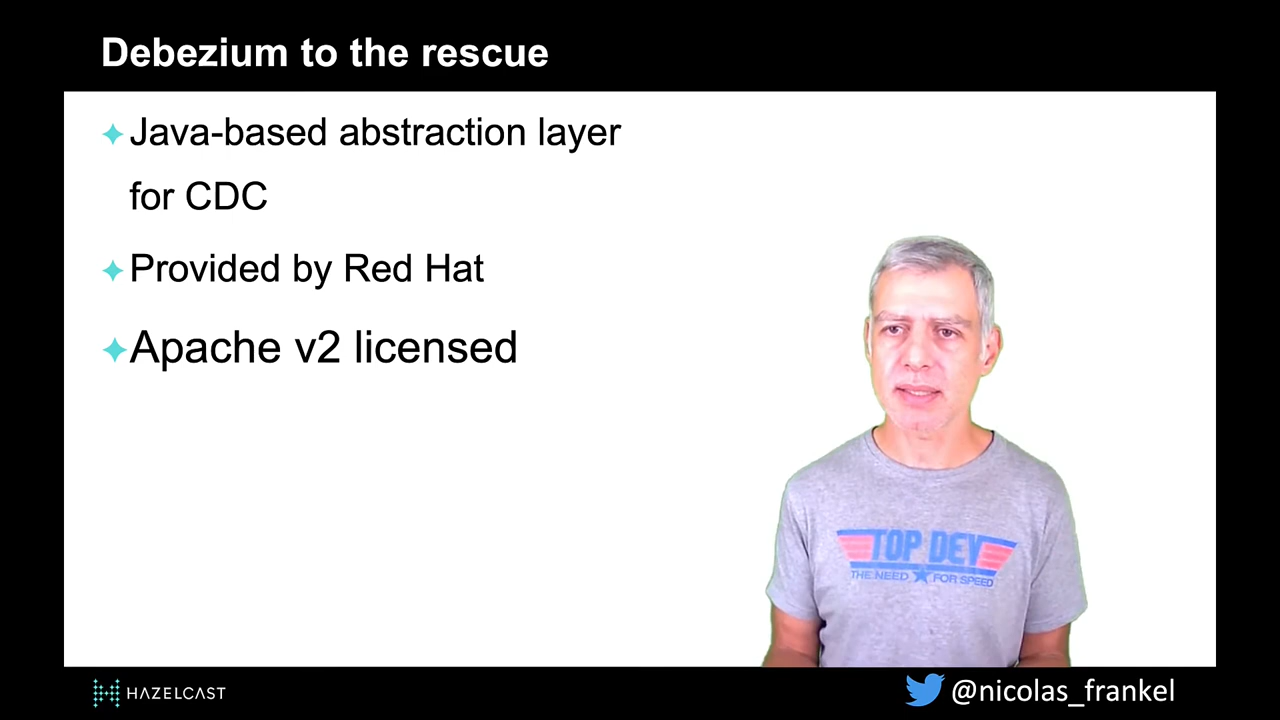 Debezium to the rescue
Java-based abstraction layer
for CDC
Provided by Red Hat
Apache v2 licensed
TOP DEV
THE NEED FOR SPEED
HAZELCAST
@nicolas_frankel